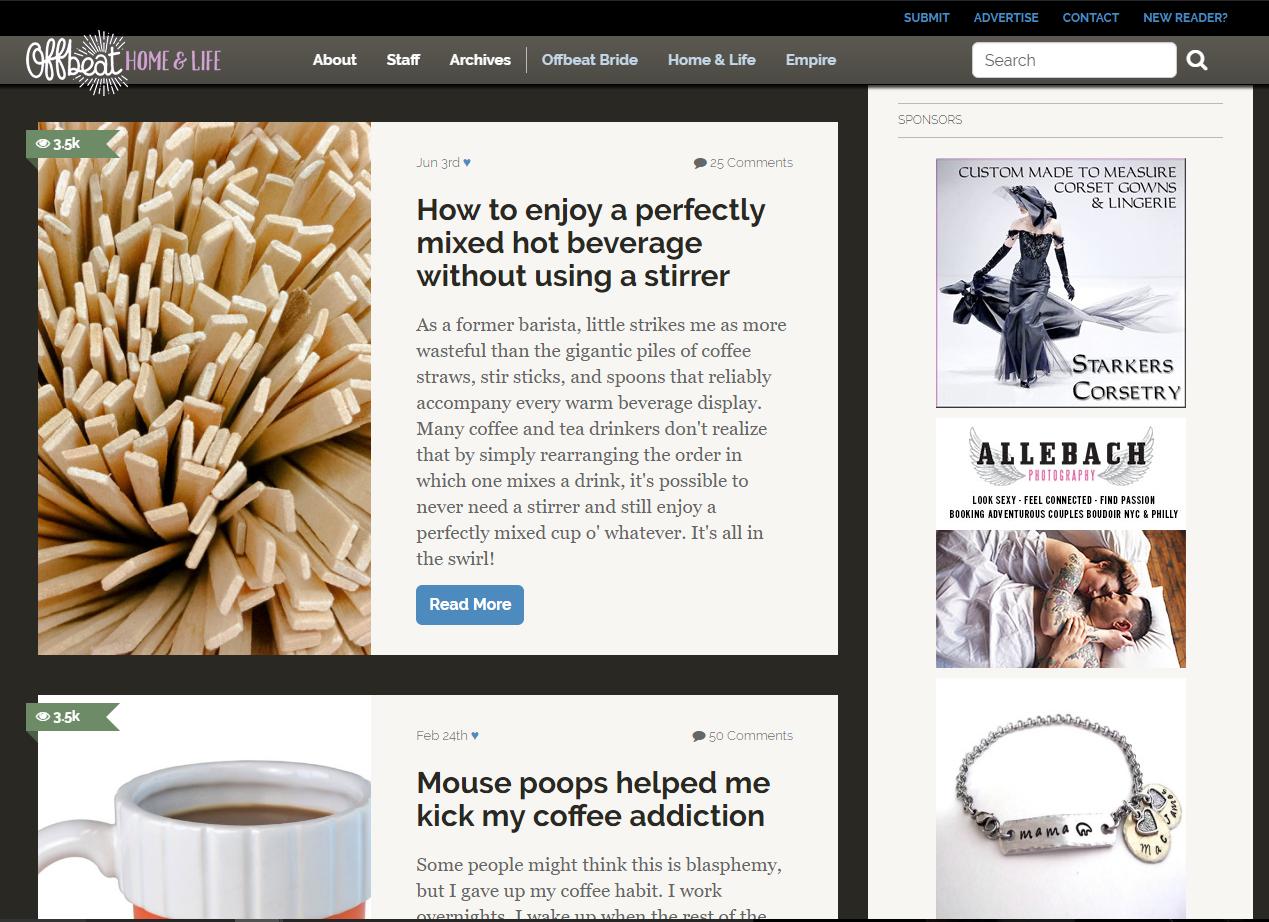 SUBMIT ADVERTISE CONTACT NEW READER?
Offbeat HOME & LIFE
About Staff Archives Offbeat Bride Home & Life Empire
Search
3.5k
Jun 3rd ♥ 25 Comments
How to enjoy a perfectly
mixed hot beverage
without using a stirrer
As a former barista, little strikes me as more
wasteful than the gigantic piles of coffee
straws, stir sticks, and spoons that reliably
accompany every warm beverage display.
Many coffee and tea drinkers don't realize
that by simply rearranging the order in
which one mixes a drink, it's possible to
never need a stirrer and still enjoy a
perfectly mixed cup o' whatever. It's all in
the swirl!
Read More
3.5k
Feb 24th ♥ 50 Comments
Mouse poops helped me
kick my coffee addiction
Some people might think this is blasphemy,
but I gave up my coffee habit. I work
overnights. I wake up when the rest of the
SPONSORS
CUSTOM MADE TO MEASURE
CORSET GOWNS
& LINGERIE
STARKERS
CORSETRY
ALLEBACH
PHOTOGRAPHY
LOOK SEXY - FEEL CONNECTED - FIND PASSION
BOOKING ADVENTUROUS COUPLES BOUDOIR NYC & PHILLY
mama